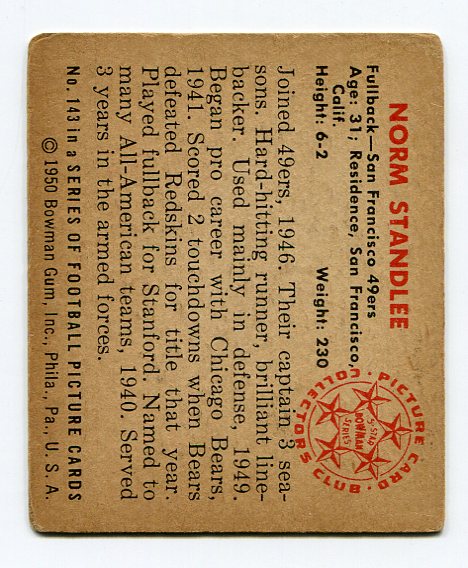 NORM STANDLEE
Fullback—San Francisco 49ers
Age: 31; Residence, San Francisco,
Calif.
Height: 6-2 Weight: 230
Joined 49ers, 1946. Their captain 3 sea-
sons. Hard-hitting runner, brilliant line-
backer. Used mainly in defense, 1949.
Began pro career with Chicago Bears,
1941. Scored 2 touchdowns when Bears
defeated Redskins for title that year.
Played fullback for Stanford. Named to
many All-American teams, 1940. Served
3 years in the armed forces.
No. 143 in a SERIES OF FOOTBALL PICTURE CARDS
© 1950 Bowman Gum, Inc., Phila., Pa., U. S. A.
PICTURE CARD
COLLECTORS CLUB
5-STAR
BOWMAN
SERIES